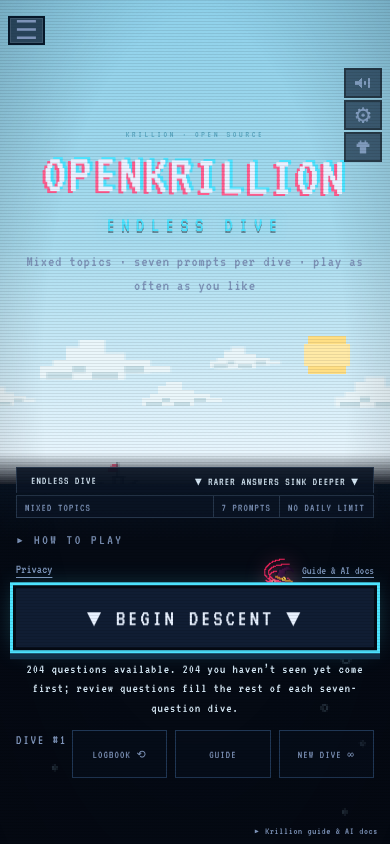 KRILLION · OPEN SOURCE
OPENKRILLION
ENDLESS DIVE
Mixed topics · seven prompts per dive · play as
often as you like
ENDLESS DIVE
▼ RARER ANSWERS SINK DEEPER ▼
MIXED TOPICS
7 PROMPTS
NO DAILY LIMIT
▸ HOW TO PLAY
Privacy
Guide & AI docs
▼ BEGIN DESCENT ▼
204 questions available. 204 you haven't seen yet come
first; review questions fill the rest of each seven-
question dive.
DIVE #1
LOGBOOK ⟲
GUIDE
NEW DIVE ∞
▸ Krillion guide & AI docs